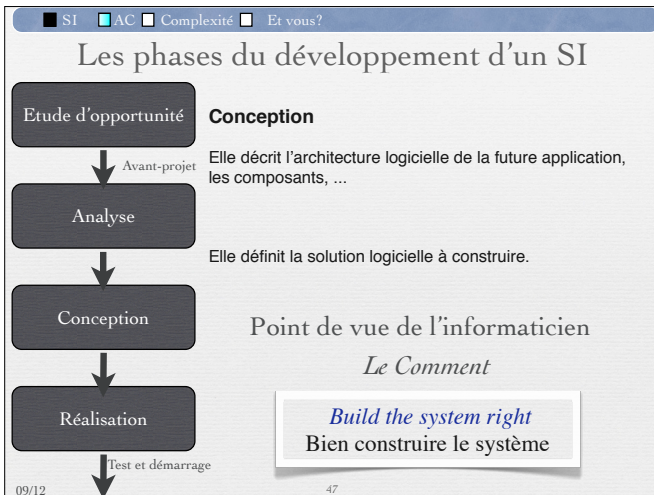 SI AC Complexité Et vous?
Les phases du développement d'un SI
Etude d'opportunité
Avant-projet
Analyse
Conception
Réalisation
Test et démarrage
Conception
Elle décrit l'architecture logicielle de la future application,
les composants, ...
Elle définit la solution logicielle à construire.
Point de vue de l'informaticien
Le Comment
Build the system right
Bien construire le système
09/12
47